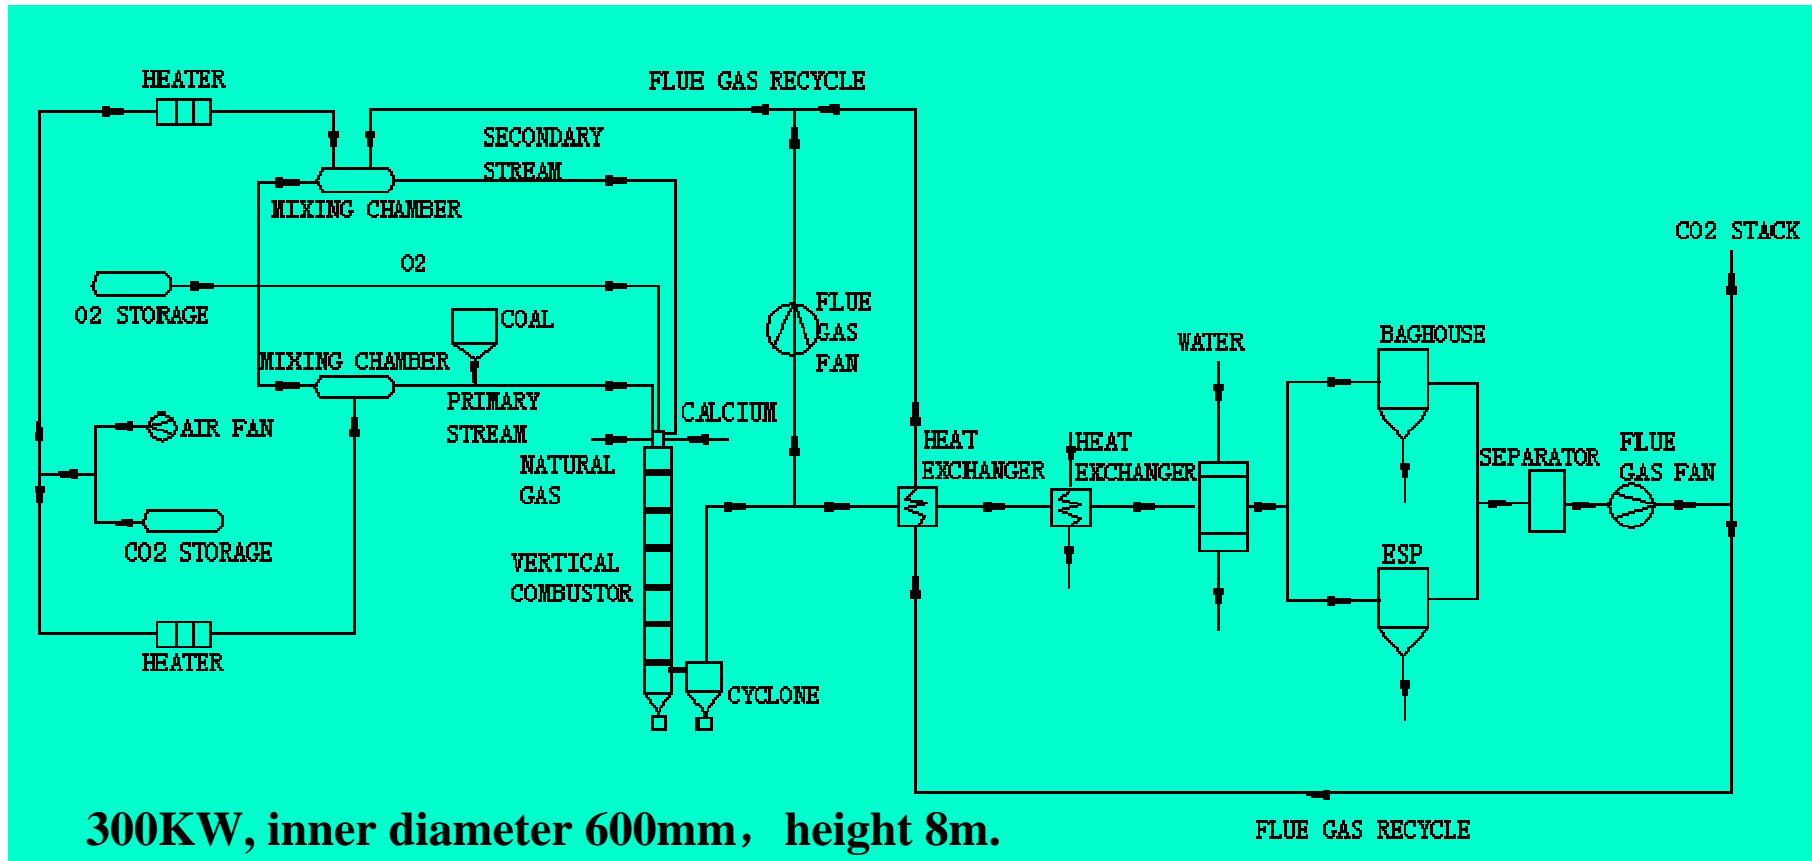 HEATER
FLUE GAS RECYCLE
SECONDARY
STREAM
MIXING CHAMBER
CO2 STACK
O2
O2 STORAGE
COAL
FLUE
GAS
FAN
MIXING CHAMBER
WATER
BAGHOUSE
PRIMARY
STREAM
CALCIUM
AIR FAN
NATURAL
GAS
HEAT
EXCHANGER
HEAT
EXCHANGER
SEPARATOR
FLUE
GAS FAN
CO2 STORAGE
VERTICAL
COMBUSTOR
ESP
HEATER
CYCLONE
300KW, inner diameter 600mm，height 8m.
FLUE GAS RECYCLE